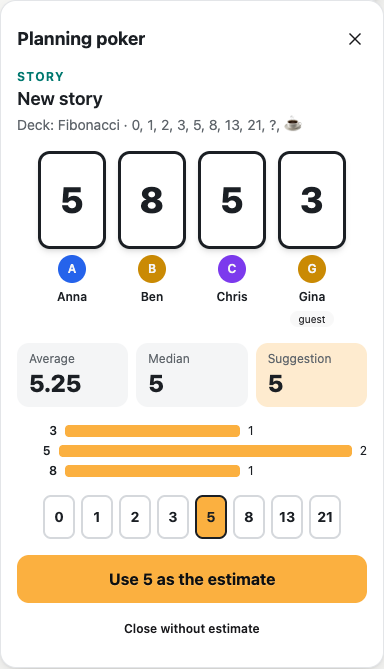 Planning poker
STORY
New story
Deck: Fibonacci · 0, 1, 2, 3, 5, 8, 13, 21, ?, ☕
5 8 5 3
A B C G
Anna Ben Chris Gina
guest
Average Median Suggestion
5.25 5 5
3 1
5 2
8 1
0 1 2 3 5 8 13 21
Use 5 as the estimate
Close without estimate